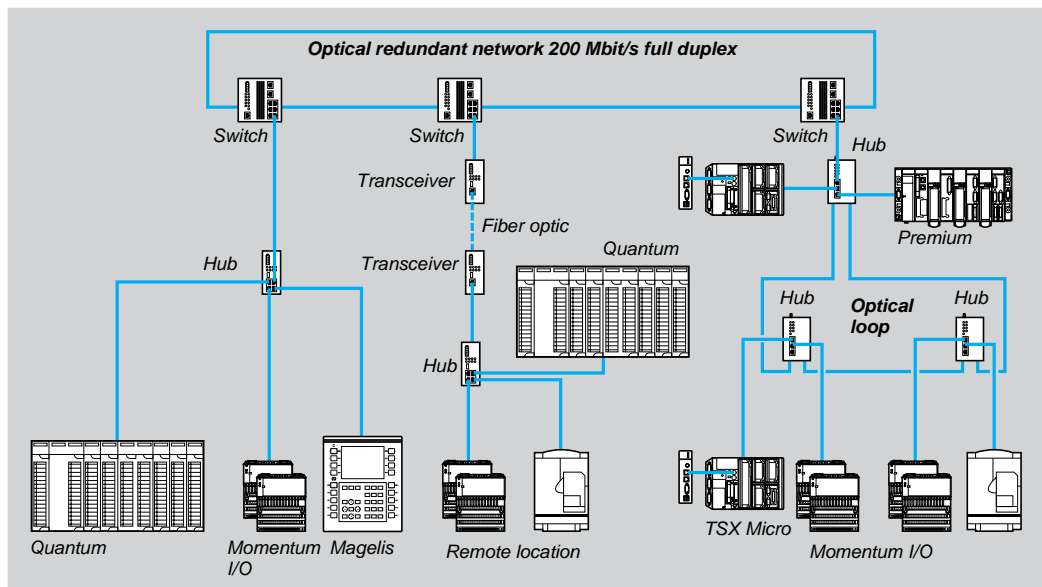 Optical redundant network 200 Mbit/s full duplex
Switch
Switch
Switch
Hub
Transceiver
Fiber optic
Premium
Hub
Transceiver
Quantum
Hub
Optical
loop
Hub
Hub
Quantum
Momentum
I/O
Magelis
Remote location
TSX Micro
Momentum I/O